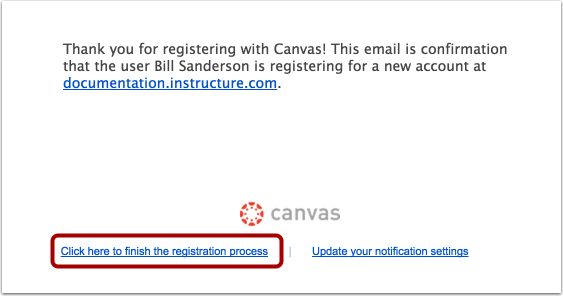 Thank you for registering with Canvas! This email is confirmation
that the user Bill Sanderson is registering for a new account at
documentation.instructure.com.
canvas
Click here to finish the registration process | Update your notification settings